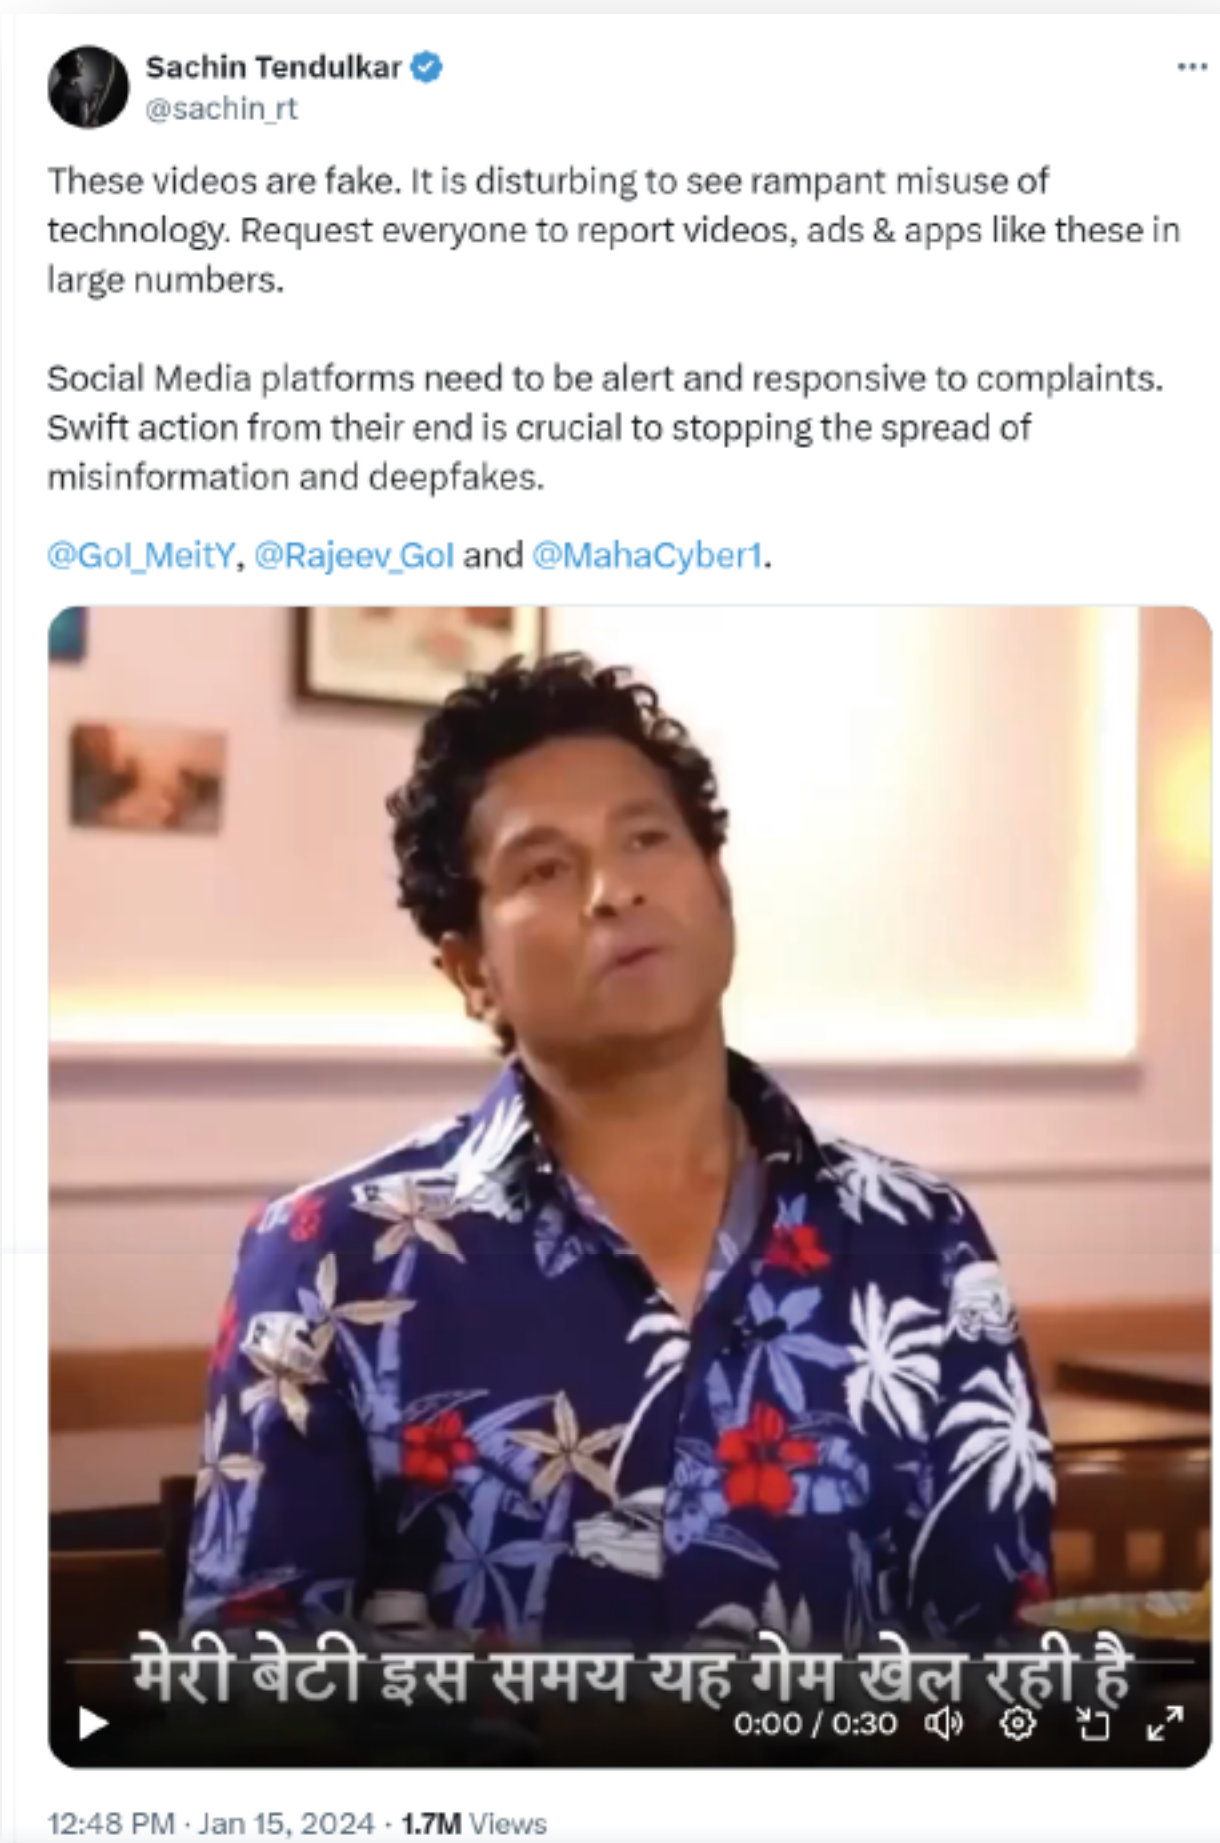 Sachin Tendulkar
@sachin_rt
These videos are fake. It is disturbing to see rampant misuse of
technology. Request everyone to report videos, ads & apps like these in
large numbers.
Social Media platforms need to be alert and responsive to complaints.
Swift action from their end is crucial to stopping the spread of
misinformation and deepfakes.
@GoI_MeitY, @Rajeev_GoI and @MahaCyber1.
मेरी बेटी इस समय यह गेम खेल रही है
0:00 / 0:30
12:48 PM · Jan 15, 2024 · 1.7M Views